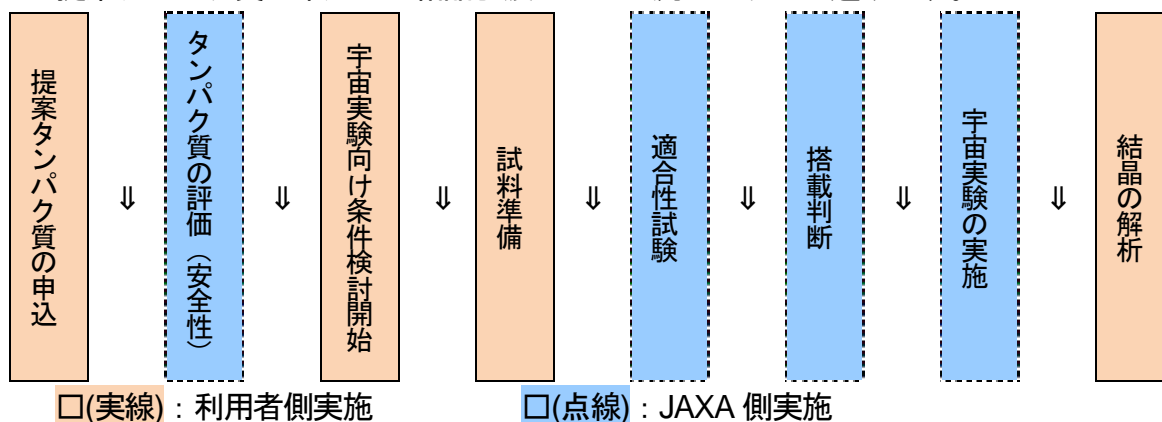 提案タンパク質の申込
⇓
タンパク質の評価（安全性）
⇓
宇宙実験向け条件検討開始
⇓
試料準備
⇓
適合性試験
⇓
搭載判断
⇓
宇宙実験の実施
⇓
結晶の解析
□(実線)：利用者側実施
□(点線)：JAXA 側実施